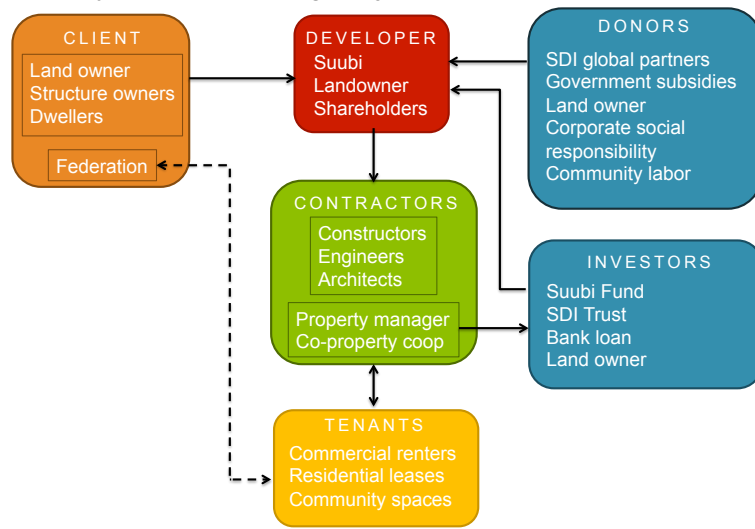 CLIENT
Land owner
Structure owners
Dwellers
Federation
DEVELOPER
Suubi
Landowner
Shareholders
DONORS
SDI global partners
Government subsidies
Land owner
Corporate social
responsibility
Community labor
CONTRACTORS
Constructors
Engineers
Architects
Property manager
Co-property coop
INVESTORS
Suubi Fund
SDI Trust
Bank loan
Land owner
TENANTS
Commercial renters
Residential leases
Community spaces